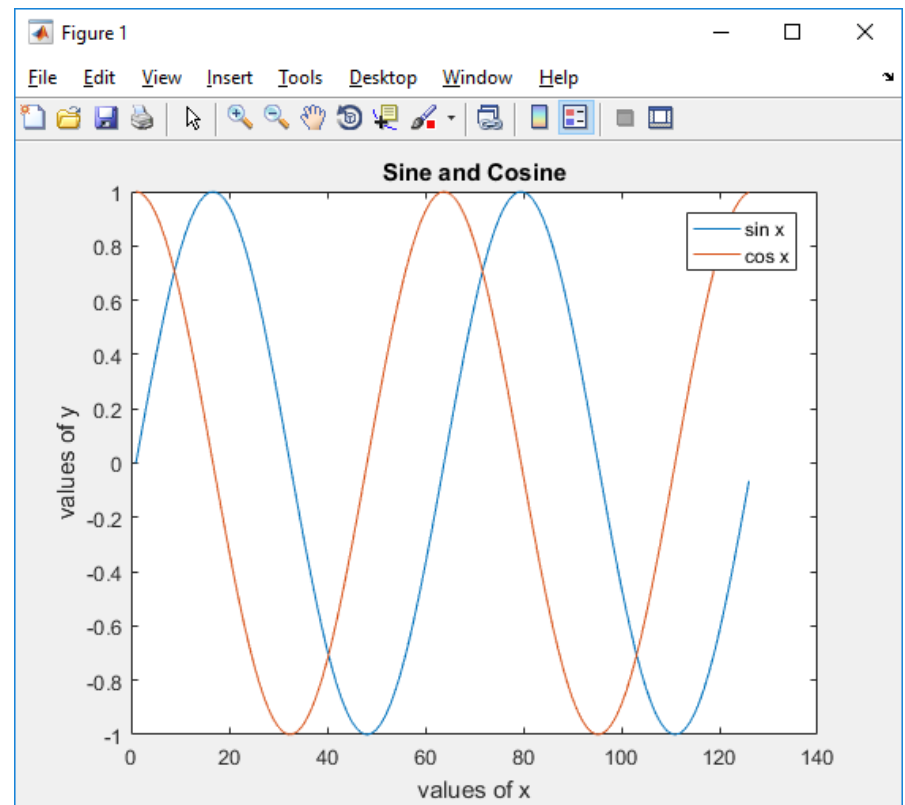 Figure 1
File Edit View Insert Tools Desktop Window Help
Sine and Cosine
1
0.8
0.6
0.4
0.2
0
-0.2
-0.4
-0.6
-0.8
-1
values of y
sin x
cos x
0 20 40 60 80 100 120 140
values of x